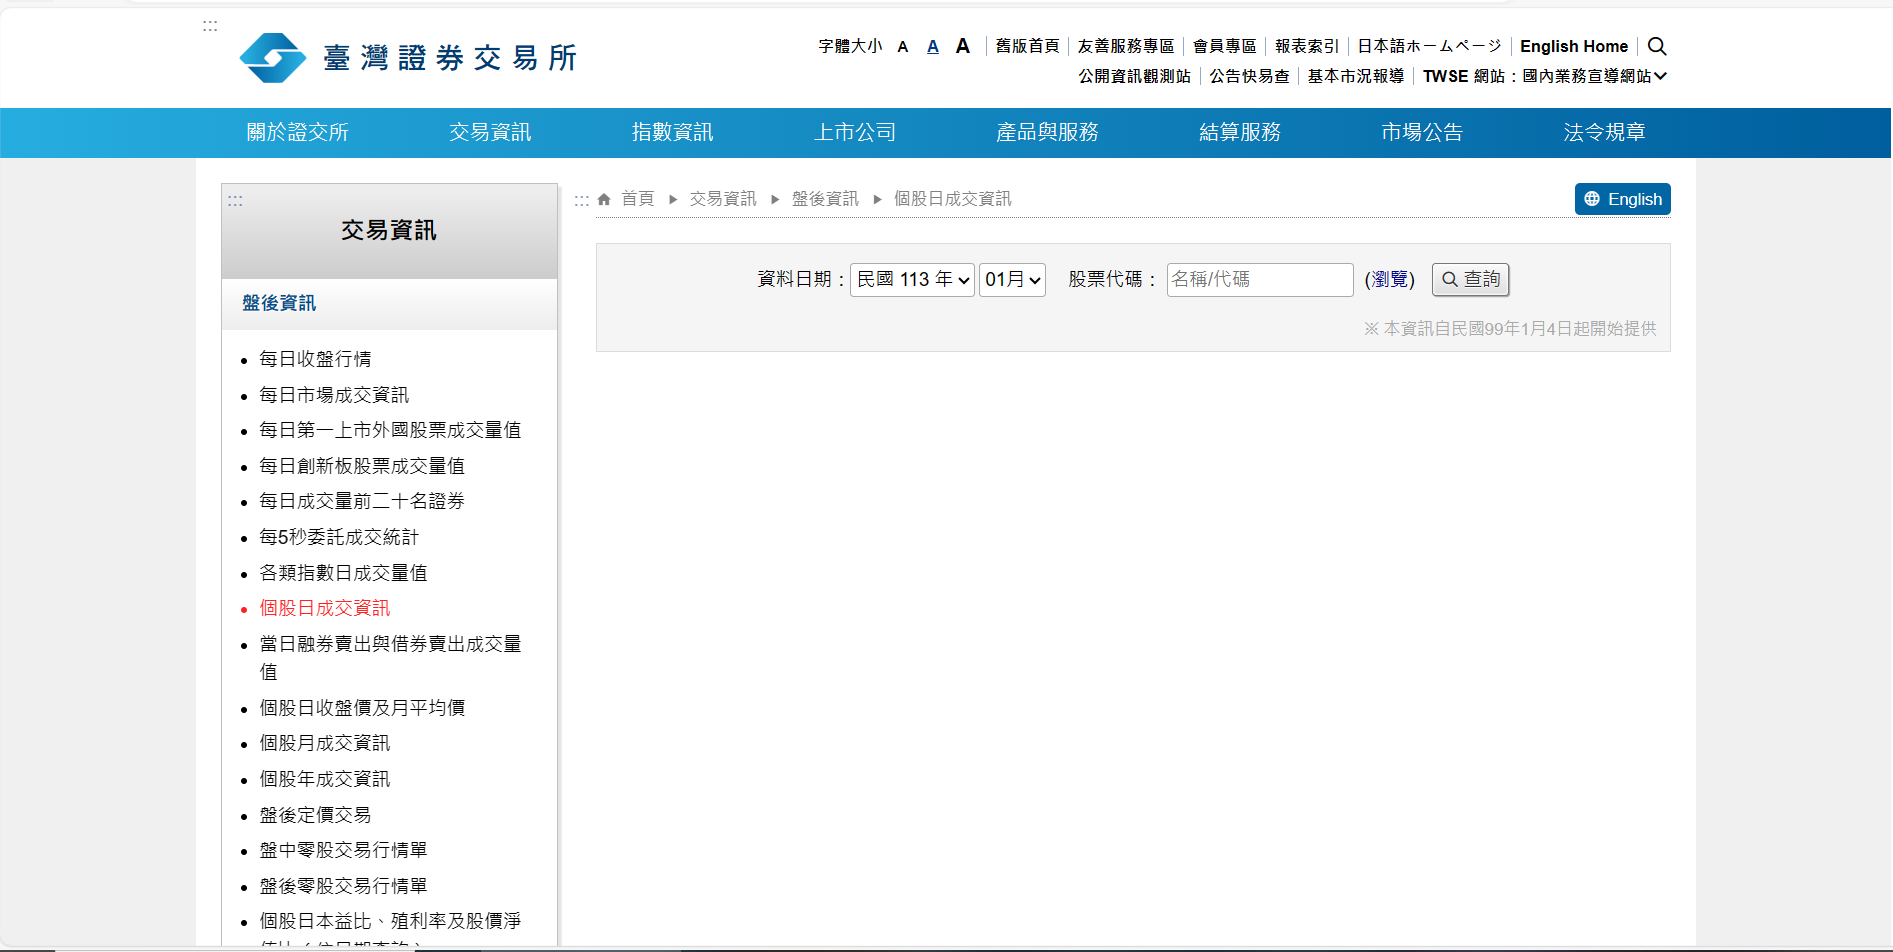 :::
臺灣證券交易所
字體大小 A A A 舊版首頁 友善服務專區 會員專區 報表索引 日本語ホームページ English Home
公開資訊觀測站 公告快易查 基本市況報導 TWSE 網站：國內業務宣導網站
關於證交所 交易資訊 指數資訊 上市公司 產品與服務 結算服務 市場公告 法令規章
:::
交易資訊
盤後資訊
每日收盤行情
每日市場成交資訊
每日第一上市外國股票成交量值
每日創新板股票成交量值
每日成交量前二十名證券
每5秒委託成交統計
各類指數日成交量值
個股日成交資訊
當日融券賣出與借券賣出成交量
值
個股日收盤價及月平均價
個股月成交資訊
個股年成交資訊
盤後定價交易
盤中零股交易行情單
盤後零股交易行情單
個股日本益比、殖利率及股價淨
::: 首頁 ▶ 交易資訊 ▶ 盤後資訊 ▶ 個股日成交資訊
English
資料日期：民國 113 年 01月 股票代碼： 名稱/代碼 (瀏覽) 查詢
※ 本資訊自民國99年1月4日起開始提供